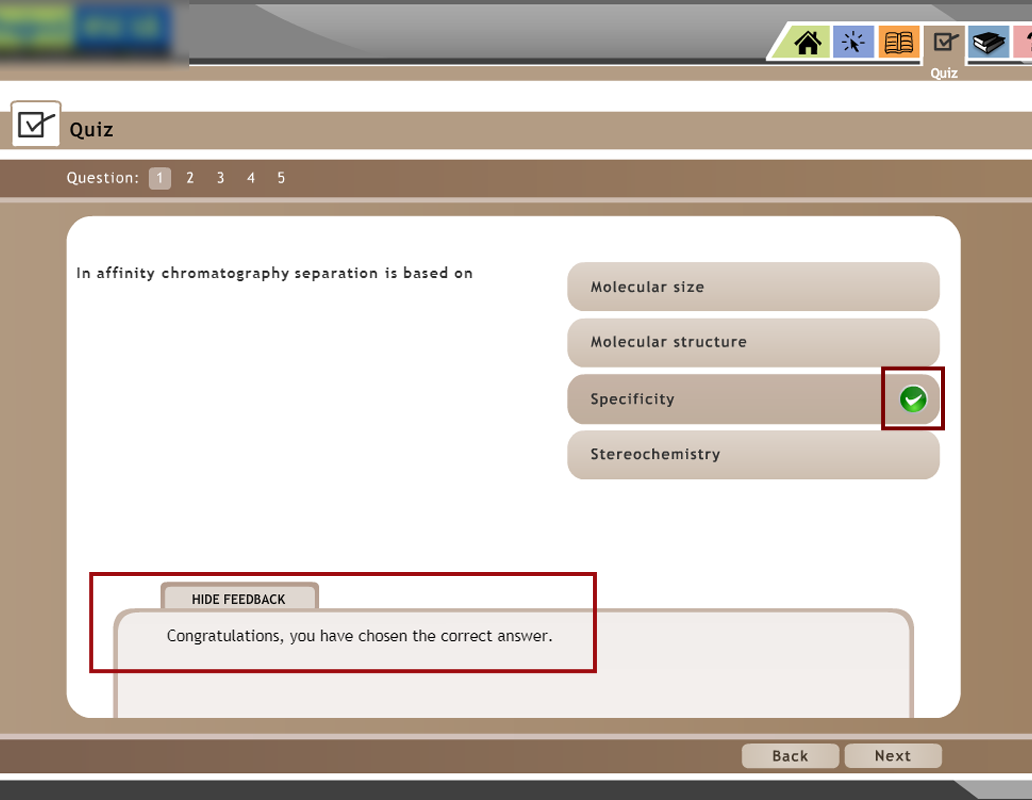 Quiz
Quiz
Question: 1 2 3 4 5
In affinity chromatography separation is based on
Molecular size
Molecular structure
Specificity
Stereochemistry
HIDE FEEDBACK
Congratulations, you have chosen the correct answer.
Back Next